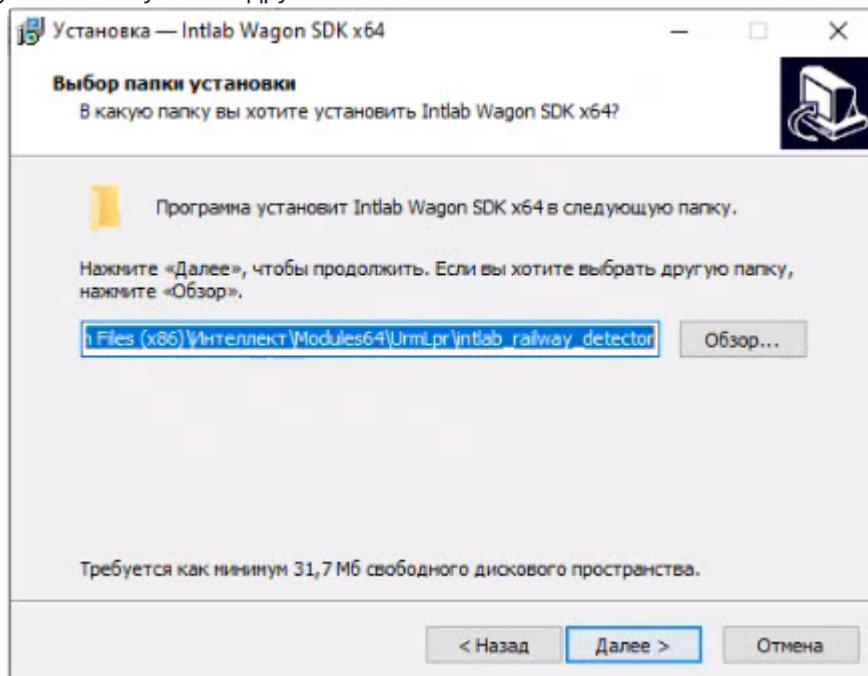 Установка — Intlab Wagon SDK x64
Выбор папки установки
В какую папку вы хотите установить Intlab Wagon SDK x64?
Программа установит Intlab Wagon SDK x64 в следующую папку.
Нажмите «Далее», чтобы продолжить. Если вы хотите выбрать другую папку,
нажмите «Обзор».
Files (x86)\Интеллект\Modules64\UrmLpr\intlab_railway_detector
Обзор...
Требуется как минимум 31,7 Мб свободного дискового пространства.
< Назад
Далее >
Отмена